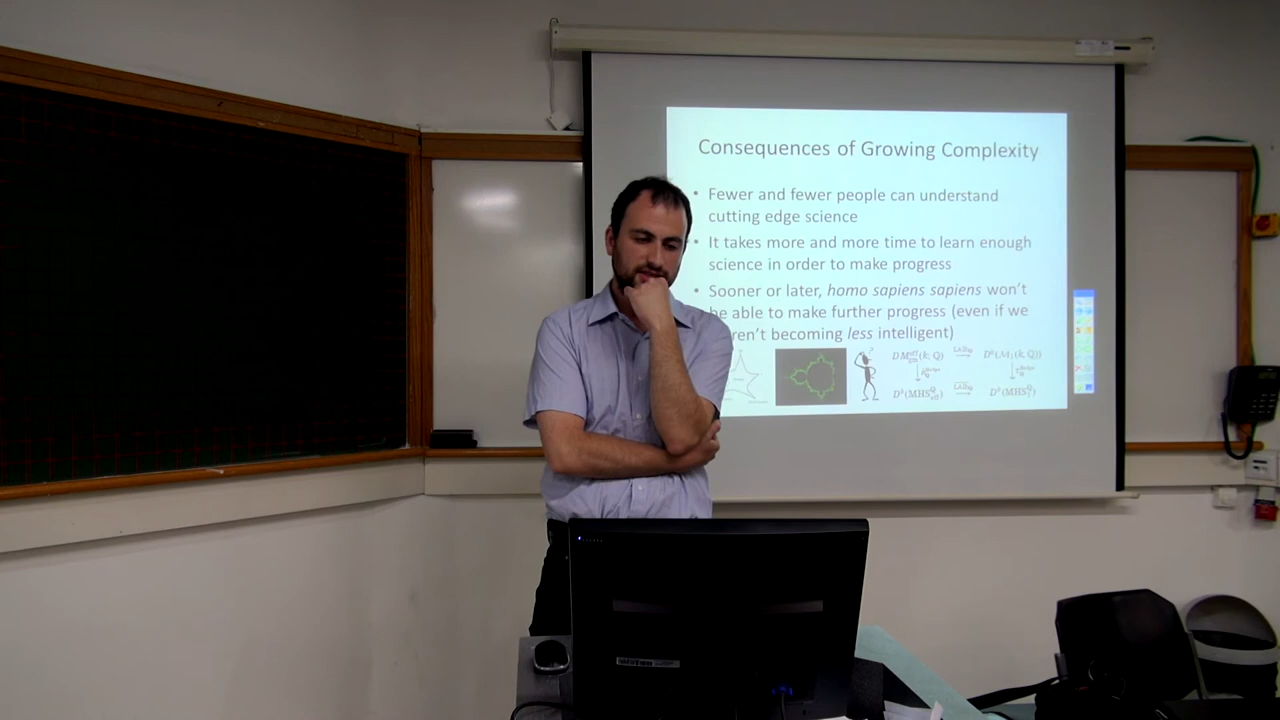 Consequences of Growing Complexity
• Fewer and fewer people can understand
cutting edge science
• It takes more and more time to learn enough
science in order to make progress
• Sooner or later, homo sapiens sapiens won't
be able to make further progress (even if we
aren't becoming less intelligent)